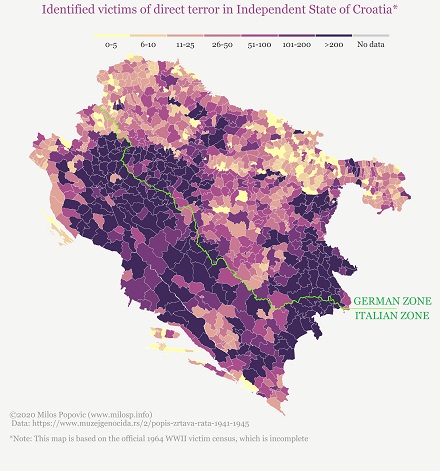 Identified victims of direct terror in Independent State of Croatia*
0-5 6-10 11-25 26-50 51-100 101-200 >200 No data
GERMAN ZONE
ITALIAN ZONE
©2020 Milos Popovic (www.milosp.info)
Data: https://www.muzejgenocida.rs/2/popis-zrtava-rata-1941-1945
*Note: This map is based on the official 1964 WWII victim census, which is incomplete